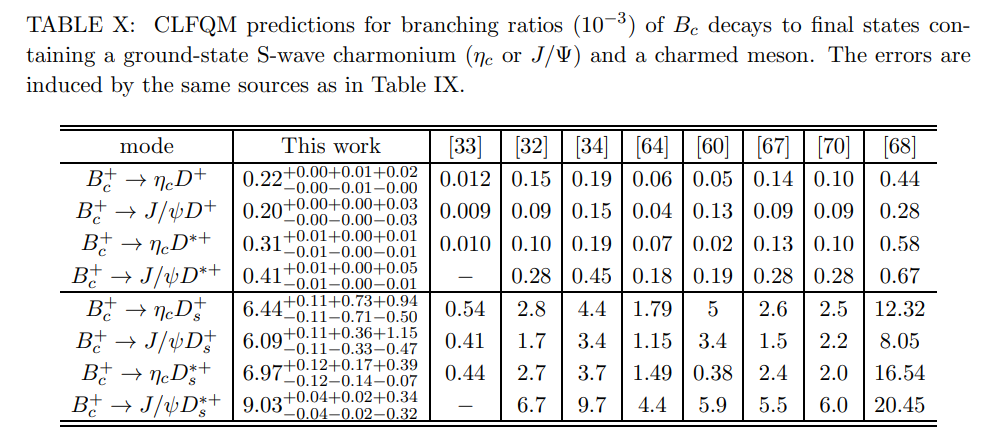 TABLE X: CLFQM predictions for branching ratios (10⁻³) of B_c decays to final states con-
taining a ground-state S-wave charmonium (η_c or J/Ψ) and a charmed meson. The errors are
induced by the same sources as in Table IX.
mode This work [33] [32] [34] [64] [60] [67] [70] [68]
B_c^+ → η_c D^+ 0.22^{+0.00+0.01+0.02}_{−0.00−0.01−0.00} 0.012 0.15 0.19 0.06 0.05 0.14 0.10 0.44
B_c^+ → J/ψD^+ 0.20^{+0.00+0.00+0.03}_{−0.00−0.00−0.03} 0.009 0.09 0.15 0.04 0.13 0.09 0.09 0.28
B_c^+ → η_c D^{*+} 0.31^{+0.01+0.00+0.01}_{−0.01−0.00−0.01} 0.010 0.10 0.19 0.07 0.02 0.13 0.10 0.58
B_c^+ → J/ψD^{*+} 0.41^{+0.01+0.00+0.05}_{−0.01−0.00−0.01} − 0.28 0.45 0.18 0.19 0.28 0.28 0.67
B_c^+ → η_c D_s^+ 6.44^{+0.11+0.73+0.94}_{−0.11−0.71−0.50} 0.54 2.8 4.4 1.79 5 2.6 2.5 12.32
B_c^+ → J/ψD_s^+ 6.09^{+0.11+0.36+1.15}_{−0.11−0.33−0.47} 0.41 1.7 3.4 1.15 3.4 1.5 2.2 8.05
B_c^+ → η_c D_s^{*+} 6.97^{+0.12+0.17+0.39}_{−0.12−0.14−0.07} 0.44 2.7 3.7 1.49 0.38 2.4 2.0 16.54
B_c^+ → J/ψD_s^{*+} 9.03^{+0.04+0.02+0.34}_{−0.04−0.02−0.32} − 6.7 9.7 4.4 5.9 5.5 6.0 20.45